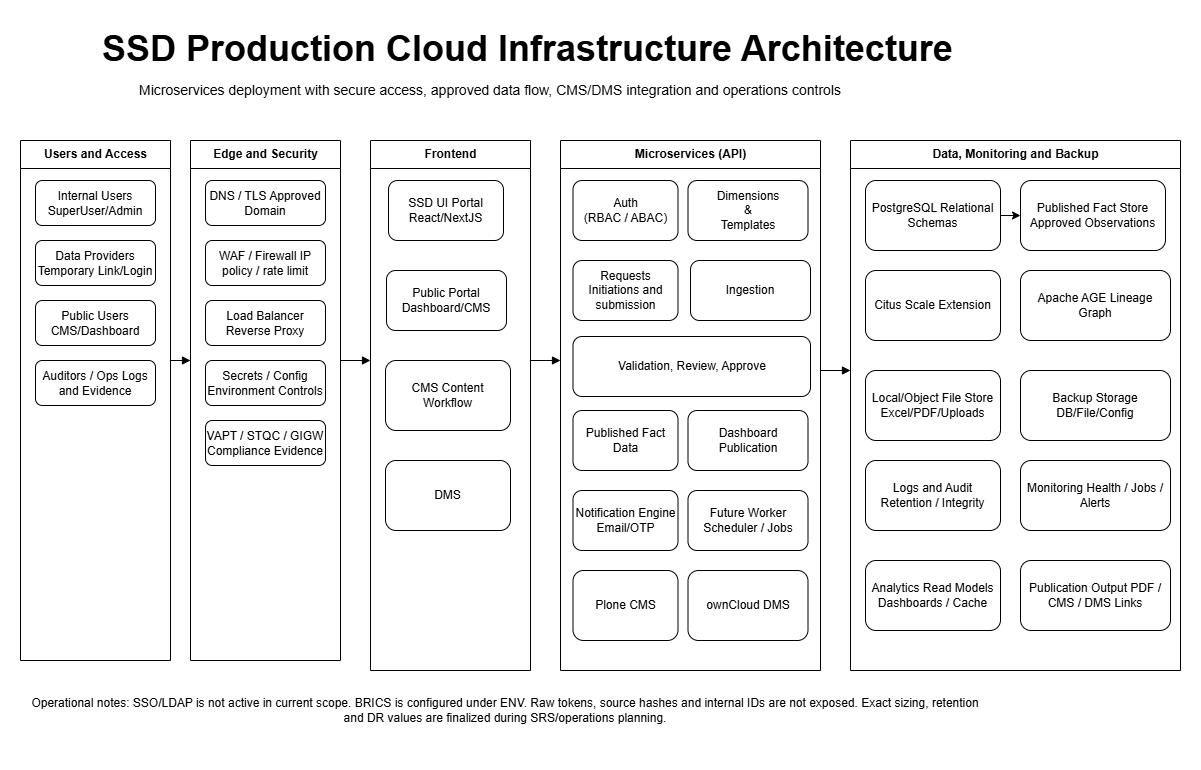 SSD Production Cloud Infrastructure Architecture
Microservices deployment with secure access, approved data flow, CMS/DMS integration and operations controls
Users and Access
Internal Users
SuperUser/Admin
Data Providers
Temporary Link/Login
Public Users
CMS/Dashboard
Auditors / Ops Logs
and Evidence
Edge and Security
DNS / TLS Approved
Domain
WAF / Firewall IP
policy / rate limit
Load Balancer
Reverse Proxy
Secrets / Config
Environment Controls
VAPT / STQC / GIGW
Compliance Evidence
Frontend
SSD UI Portal
React/NextJS
Public Portal
Dashboard/CMS
CMS Content
Workflow
DMS
Microservices (API)
Auth
(RBAC / ABAC)
Dimensions
&
Templates
Requests
Initiations and
submission
Ingestion
Validation, Review, Approve
Published Fact
Data
Dashboard
Publication
Notification Engine
Email/OTP
Future Worker
Scheduler / Jobs
Plone CMS
ownCloud DMS
Data, Monitoring and Backup
PostgreSQL Relational
Schemas
Published Fact Store
Approved Observations
Citus Scale Extension
Apache AGE Lineage
Graph
Local/Object File Store
Excel/PDF/Uploads
Backup Storage
DB/File/Config
Logs and Audit
Retention / Integrity
Monitoring Health / Jobs /
Alerts
Analytics Read Models
Dashboards / Cache
Publication Output PDF /
CMS / DMS Links
Operational notes: SSO/LDAP is not active in current scope. BRICS is configured under ENV. Raw tokens, source hashes and internal IDs are not exposed. Exact sizing, retention
and DR values are finalized during SRS/operations planning.